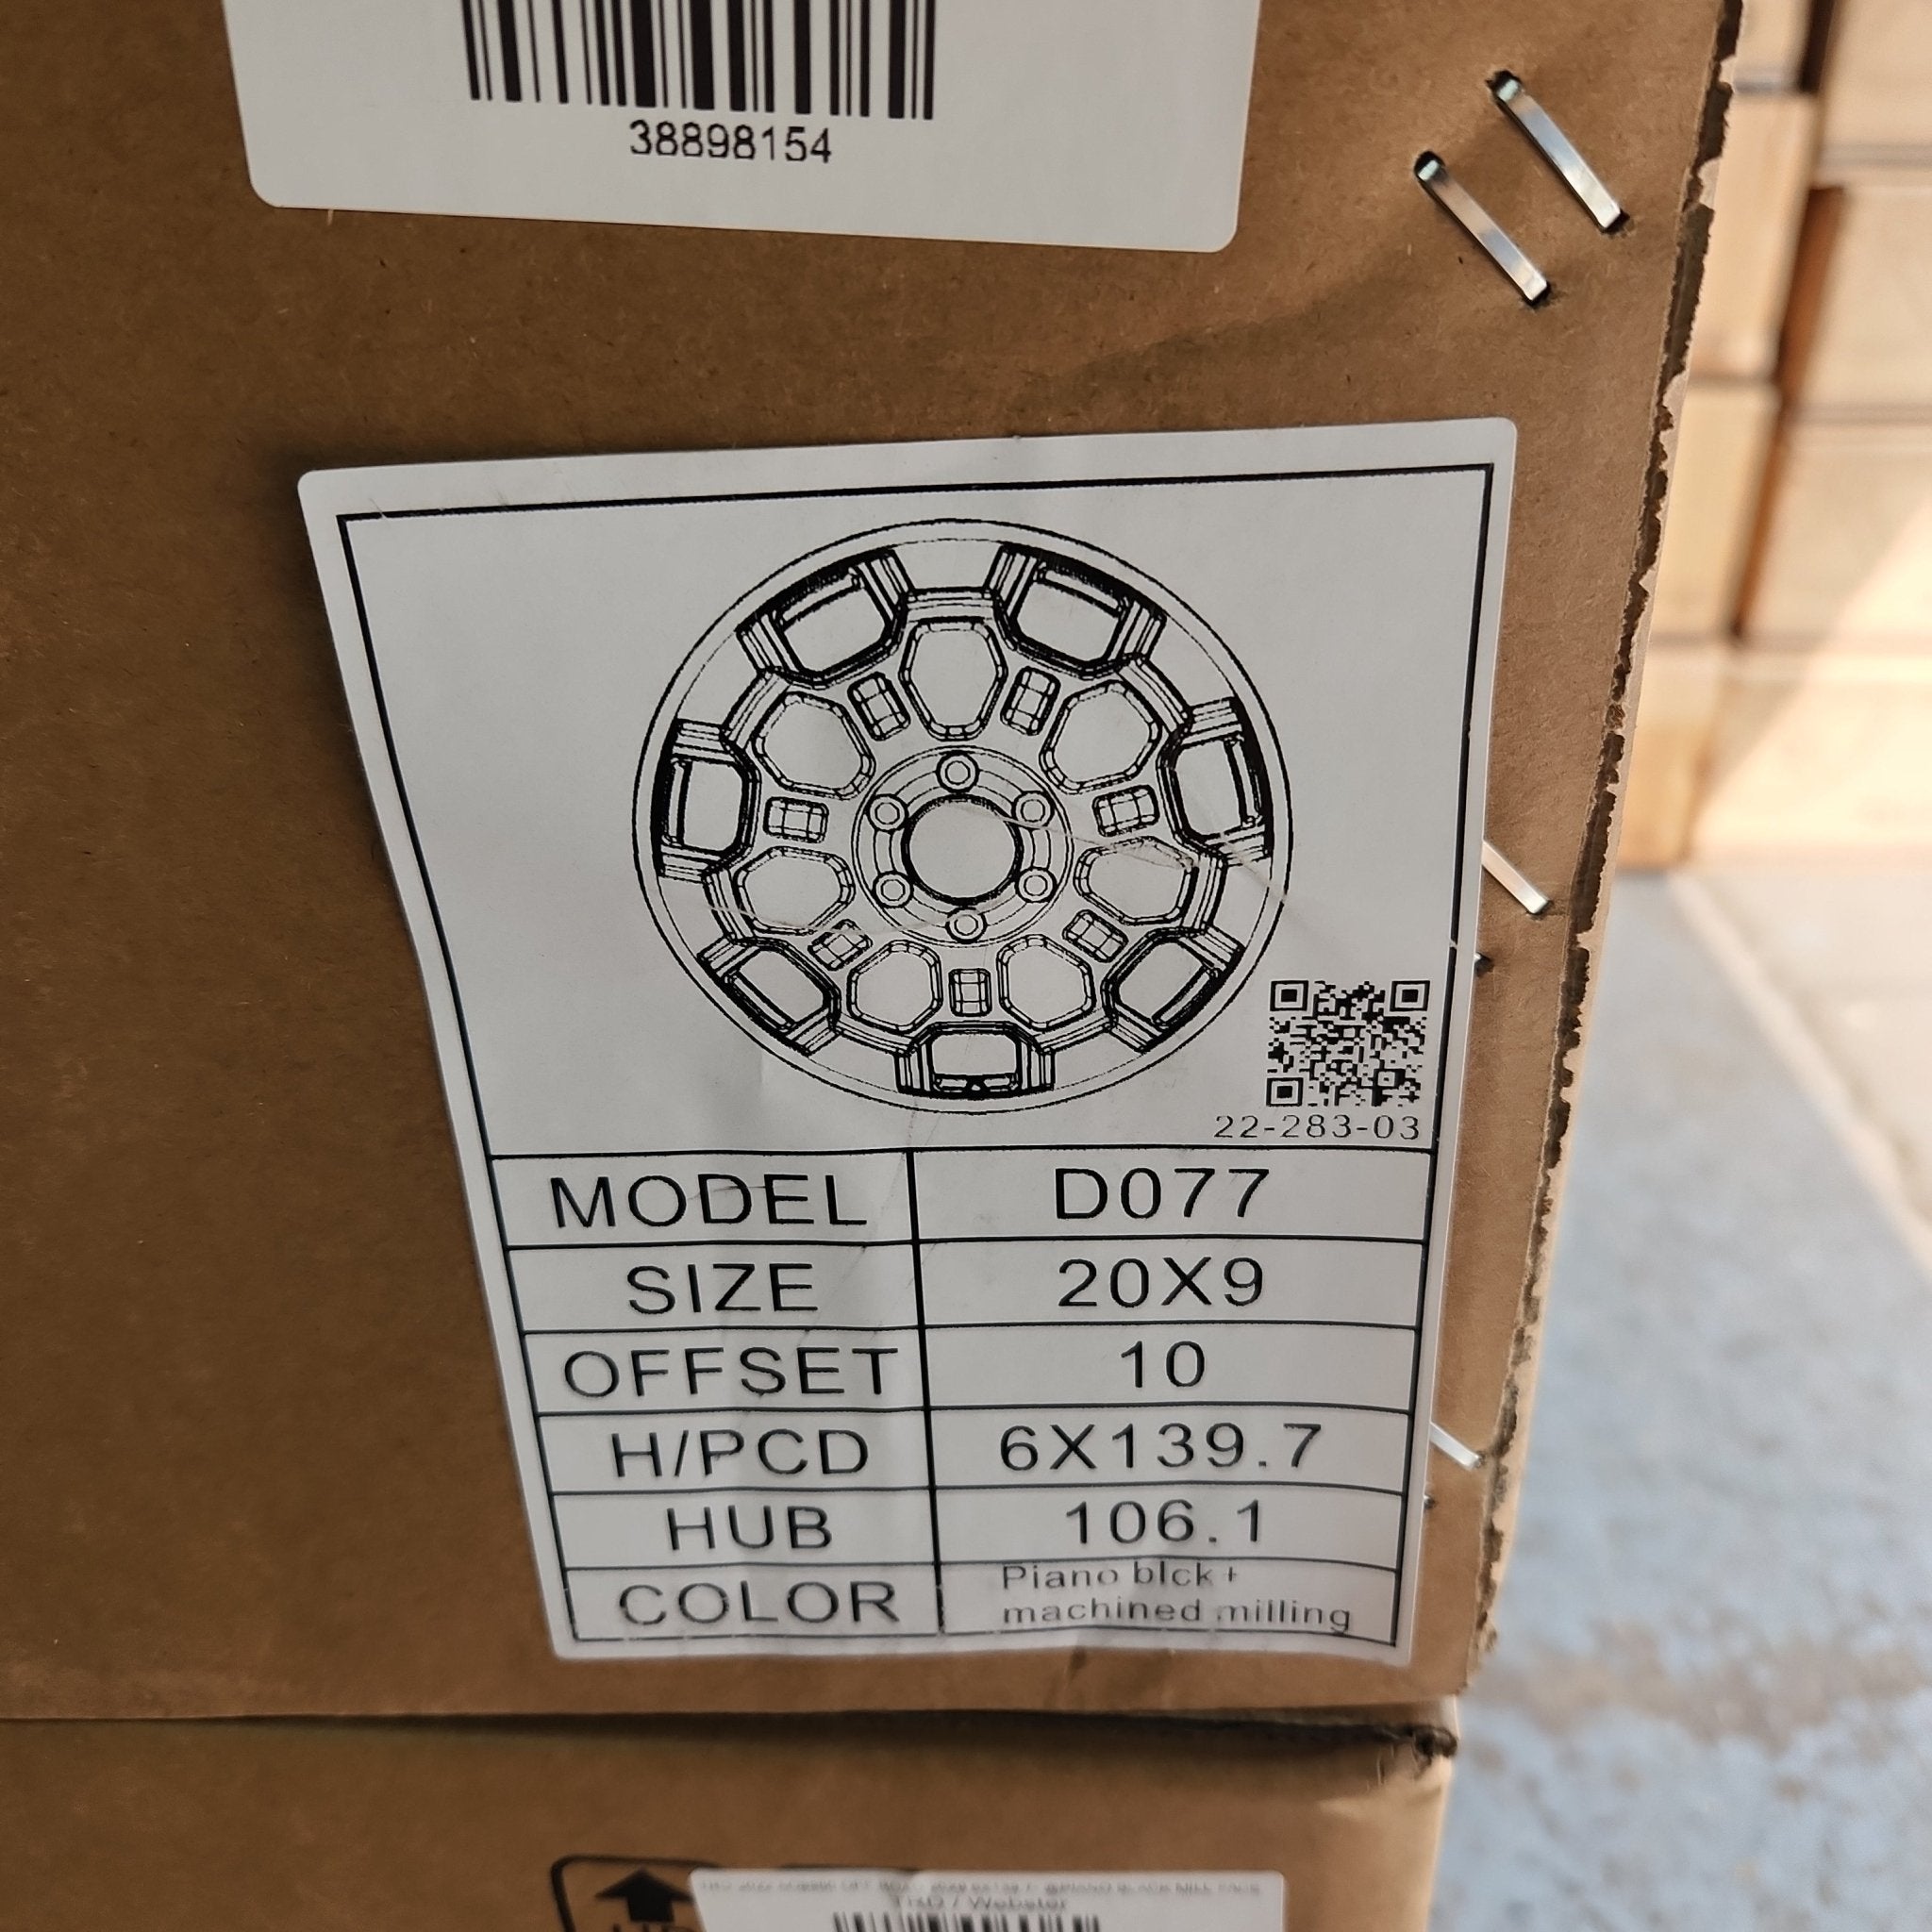 38898154
22-283-03
MODEL D077
SIZE 20X9
OFFSET 10
H/PCD 6X139.7
HUB 106.1
COLOR Piano blck+
machined milling
UP